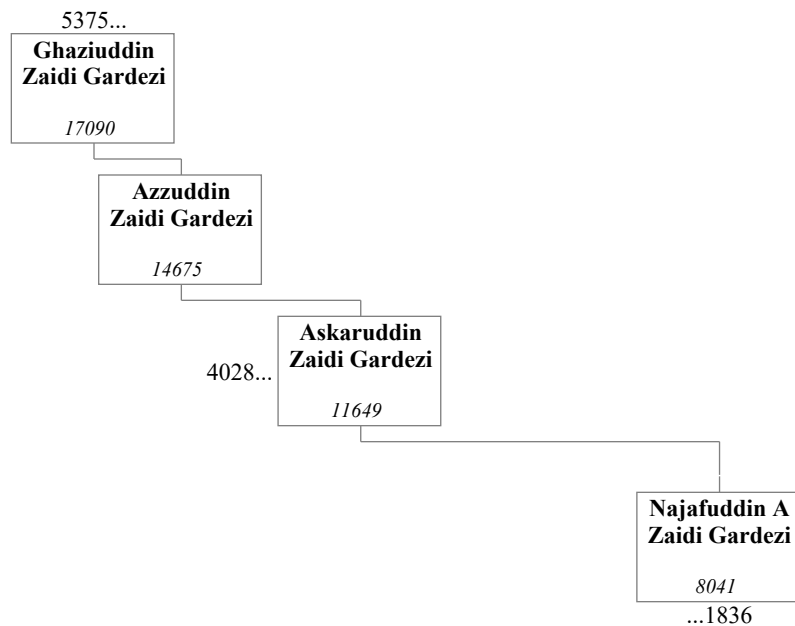 5375...
Ghaziuddin
Zaidi Gardezi
17090
Azzuddin
Zaidi Gardezi
14675
Askaruddin
Zaidi Gardezi
4028...
11649
Najafuddin A
Zaidi Gardezi
8041
...1836